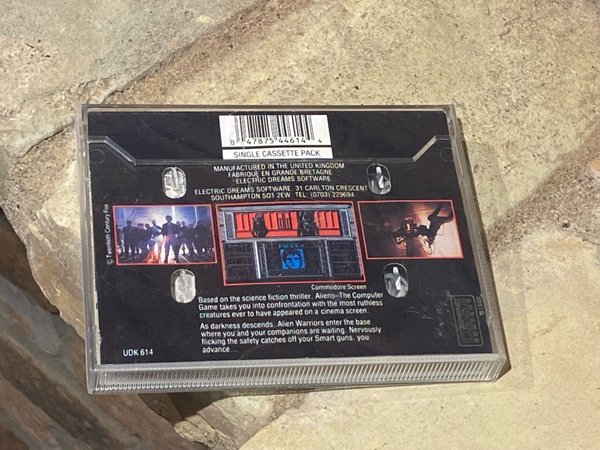 0 47875 44614 4
SINGLE CASSETTE PACK
MANUFACTURED IN THE UNITED KINGDOM
FABRIQUE EN GRANDE BRETAGNE
ELECTRIC DREAMS SOFTWARE
ELECTRIC DREAMS SOFTWARE, 31 CARLTON CRESCENT,
SOUTHAMPTON SO1 2EW TEL: (0703) 229694
© Twentieth Century Fox
Commodore Screen
Based on the science fiction thriller, Aliens—The Computer
Game takes you into confrontation with the most ruthless
creatures ever to have appeared on a cinema screen.
As darkness descends, Alien Warriors enter the base
where you and your companions are waiting. Nervously
flicking the safety catches off your Smart guns, you
advance...
UDK 614